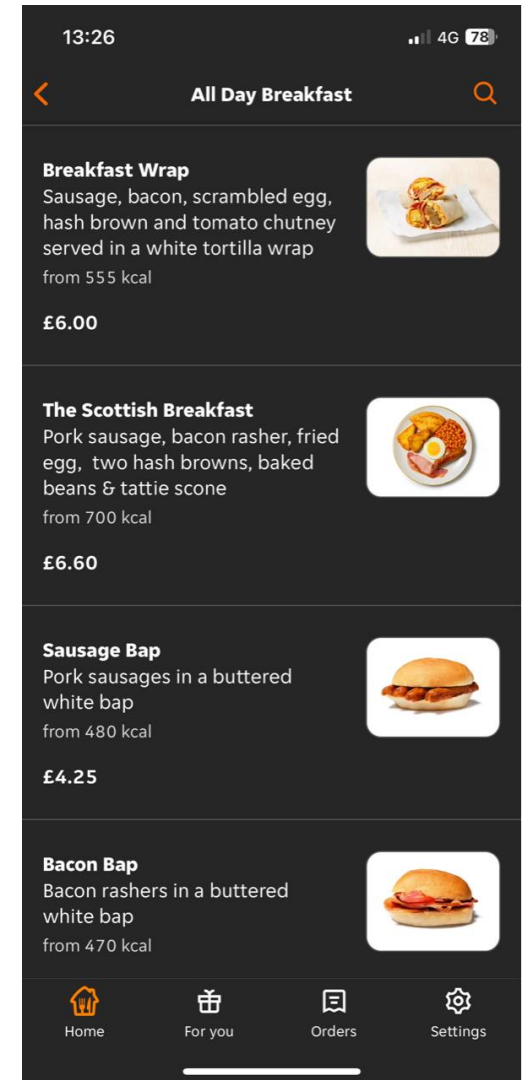 13:26
4G 78
All Day Breakfast
Breakfast Wrap
Sausage, bacon, scrambled egg,
hash brown and tomato chutney
served in a white tortilla wrap
from 555 kcal
£6.00
The Scottish Breakfast
Pork sausage, bacon rasher, fried
egg,  two hash browns, baked
beans & tattie scone
from 700 kcal
£6.60
Sausage Bap
Pork sausages in a buttered
white bap
from 480 kcal
£4.25
Bacon Bap
Bacon rashers in a buttered
white bap
from 470 kcal
Home For you Orders Settings